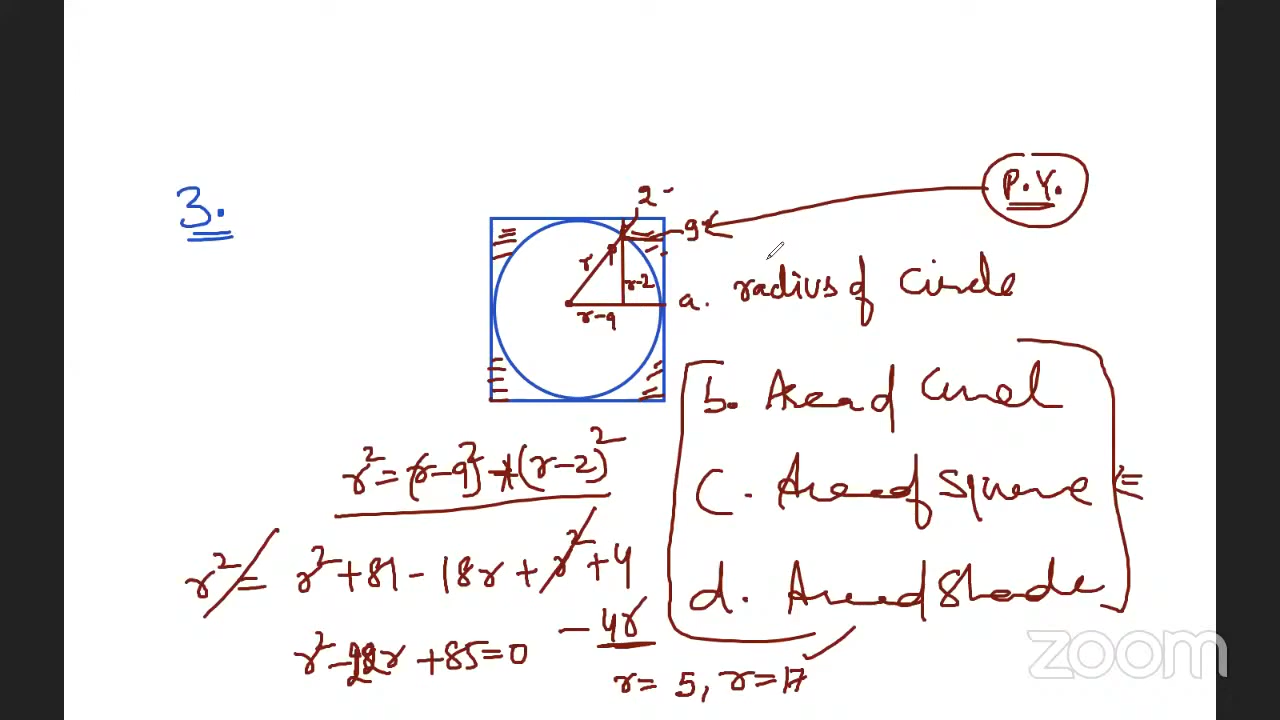 3.
2
P.Y.
9
r
r-2
r-9
a. radius of Circle
b. Area of Circel
r² = (r-9)² + (r-2)²
C. Area of Square =
r² = r² + 81 - 18r + r² + 4
- 4r
d. Area of Shade
r² - 22r + 85 = 0
r = 5, r = 17
zoom